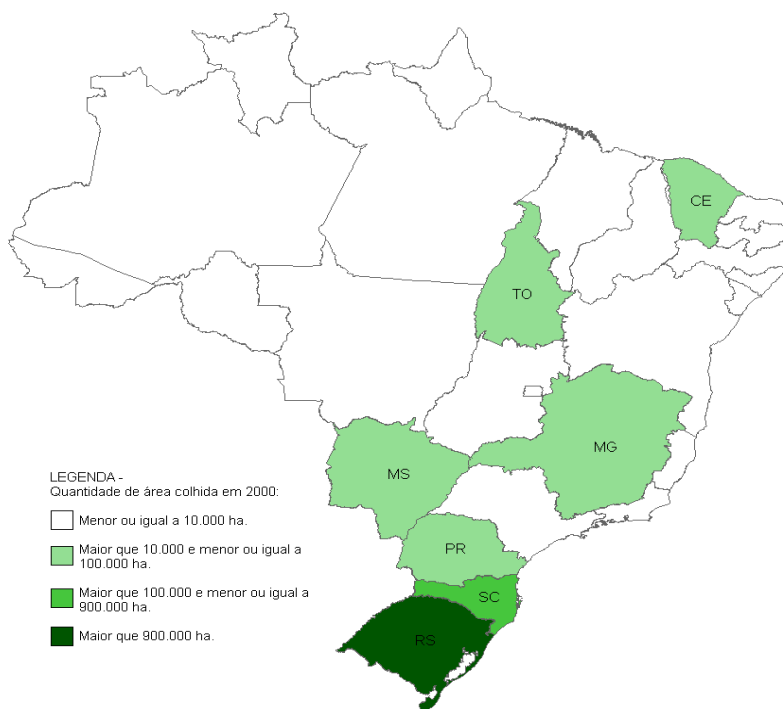 CE
TO
MG
MS
PR
SC
RS
LEGENDA -
Quantidade de área colhida em 2000:
Menor ou igual a 10.000 ha.
Maior que 10.000 e menor ou igual a
100.000 ha.
Maior que 100.000 e menor ou igual a
900.000 ha.
Maior que 900.000 ha.